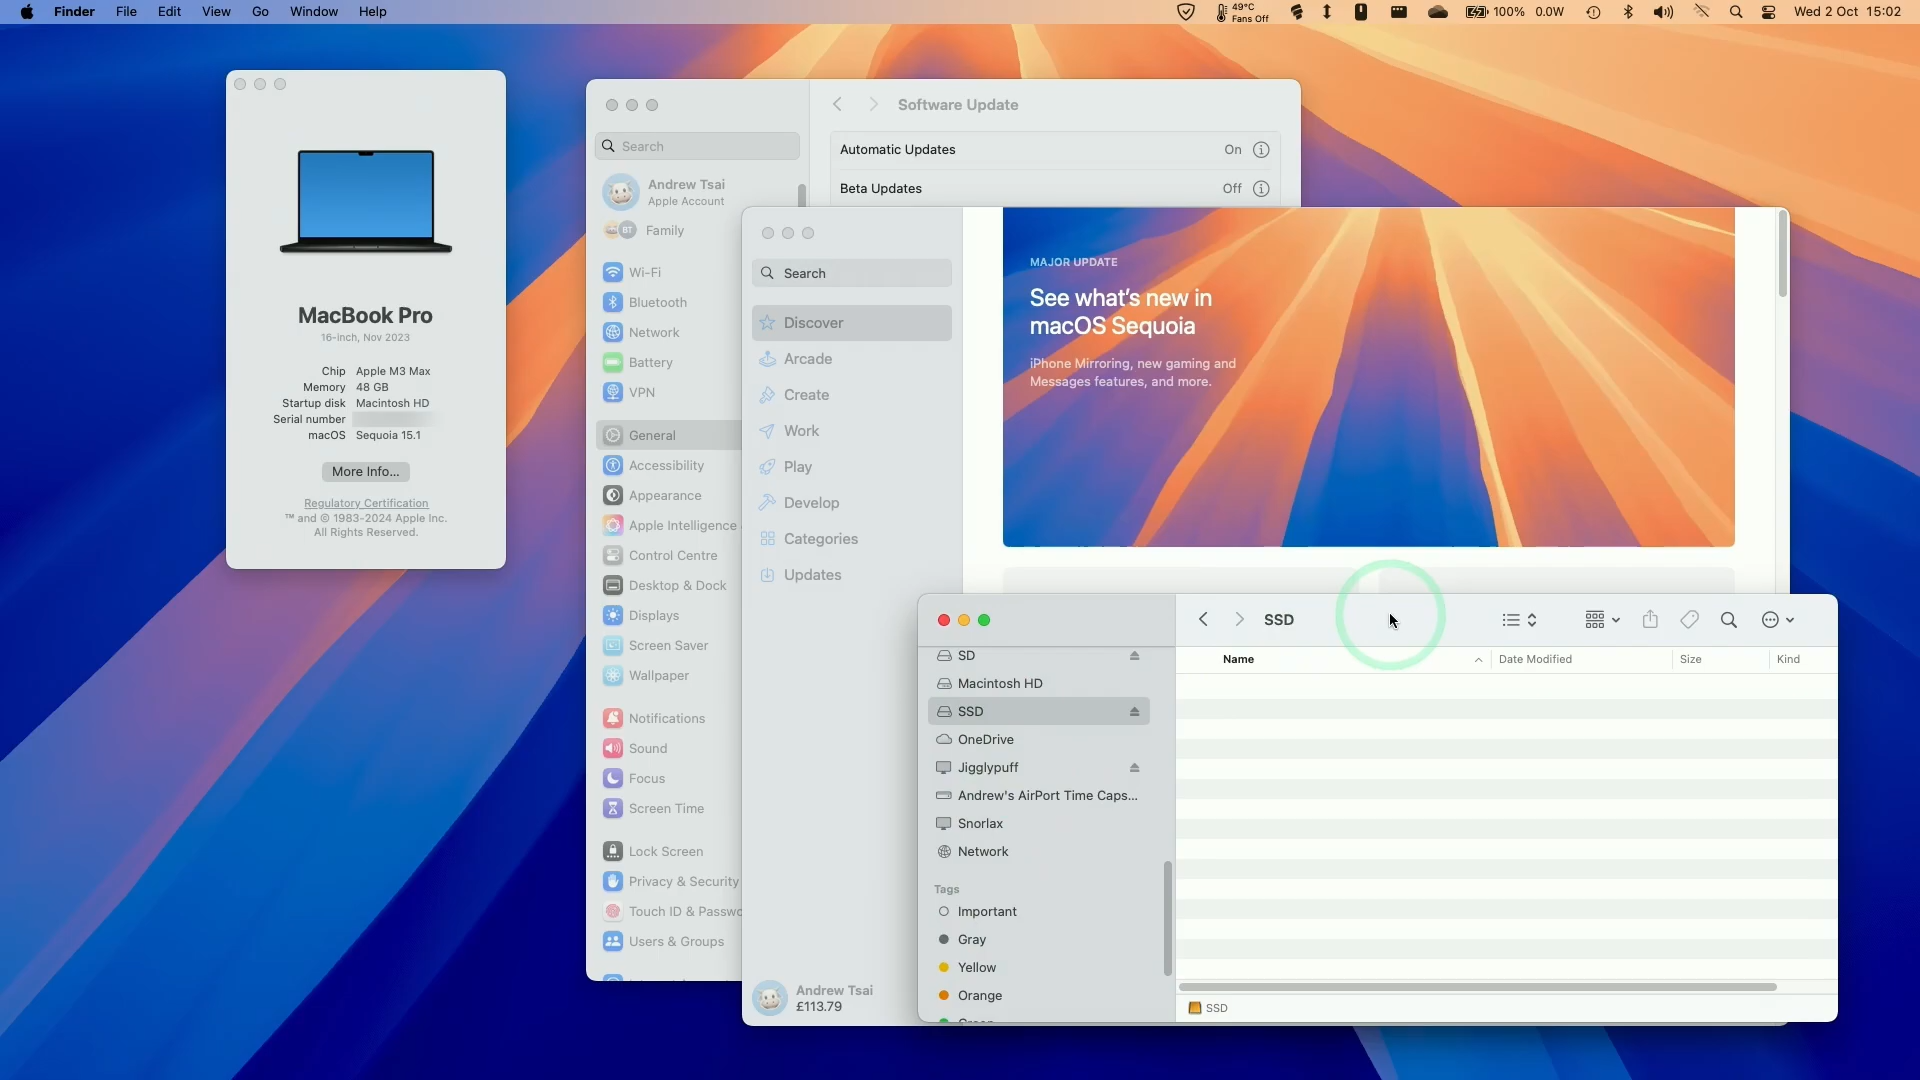 Finder File Edit View Go Window Help
49°C
Fans Off
100% 0.0W
Wed 2 Oct 15:02
MacBook Pro
16-inch, Nov 2023
Chip Apple M3 Max
Memory 48 GB
Startup disk Macintosh HD
Serial number
macOS Sequoia 15.1
More Info...
Regulatory Certification
™ and © 1983-2024 Apple Inc.
All Rights Reserved.
Search
Andrew Tsai
Apple Account
BT
Family
Wi-Fi
Bluetooth
Network
Battery
VPN
General
Accessibility
Appearance
Apple Intelligence
Control Centre
Desktop & Dock
Displays
Screen Saver
Wallpaper
Notifications
Sound
Focus
Screen Time
Lock Screen
Privacy & Security
Touch ID & Passwo
Users & Groups
Software Update
Automatic Updates On
Beta Updates Off
Search
Discover
Arcade
Create
Work
Play
Develop
Categories
Updates
Andrew Tsai
£113.79
MAJOR UPDATE
See what's new in
macOS Sequoia
iPhone Mirroring, new gaming and
Messages features, and more.
SSD
SD
Macintosh HD
SSD
OneDrive
Jigglypuff
Andrew's AirPort Time Caps...
Snorlax
Network
Tags
Important
Gray
Yellow
Orange
Green
Name Date Modified Size Kind
SSD